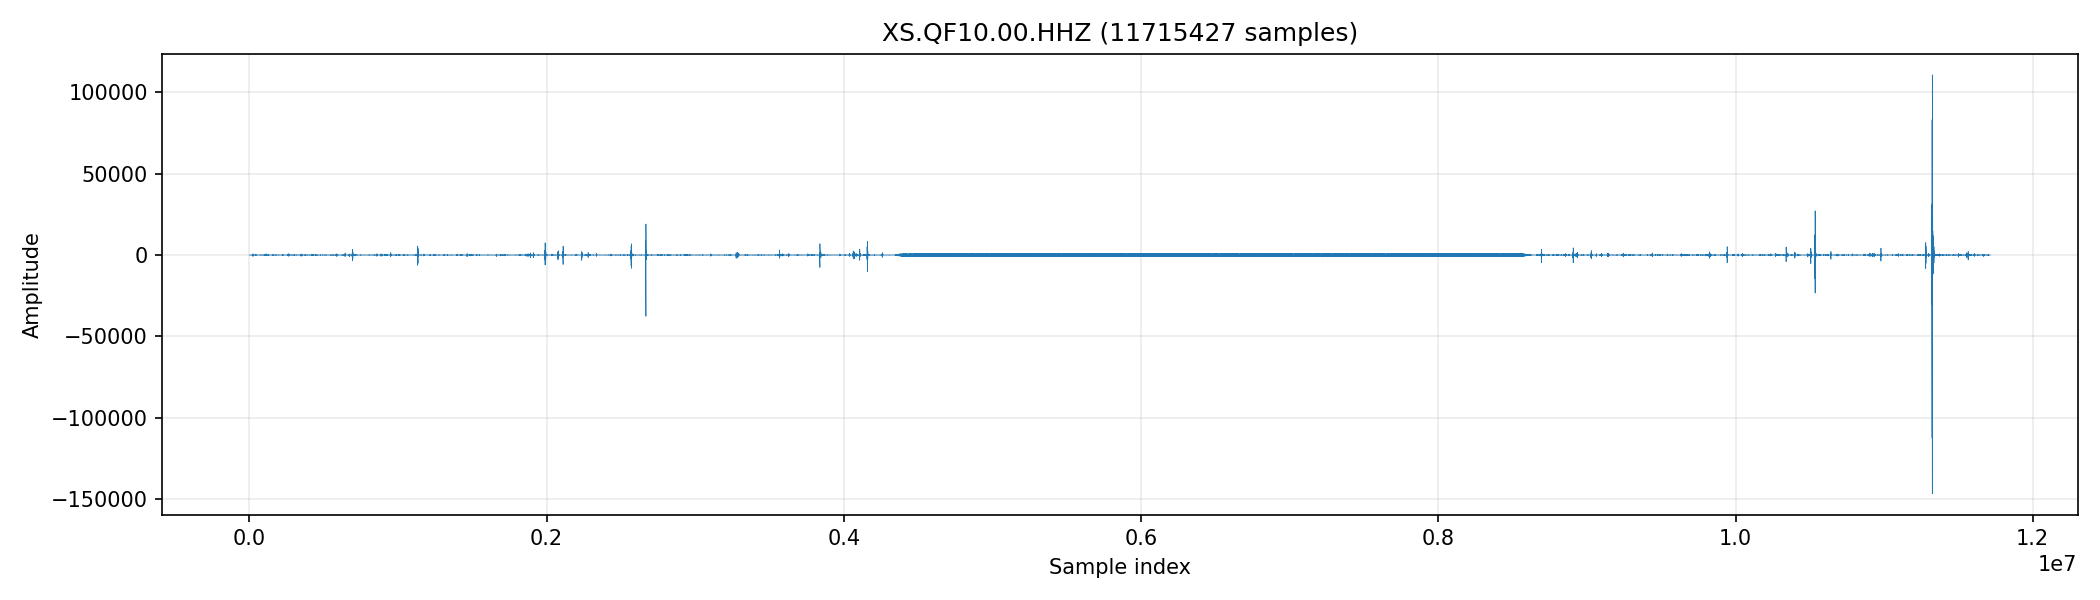 XS.QF10.00.HHZ (11715427 samples)
100000
50000
0
−50000
−100000
−150000
Amplitude
0.0 0.2 0.4 0.6 0.8 1.0 1.2
1e7
Sample index